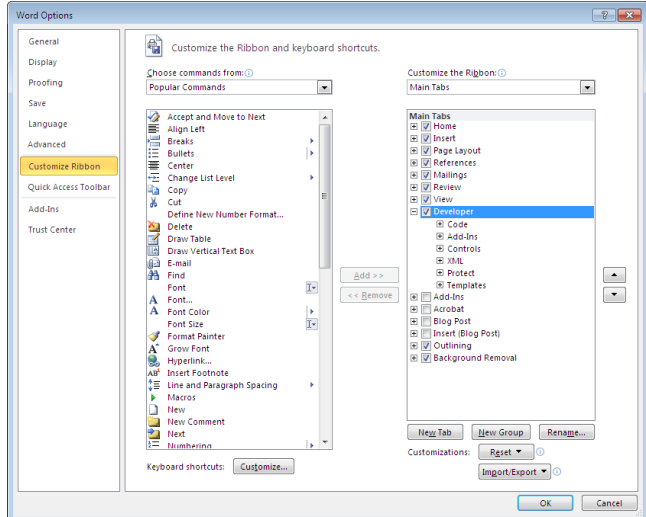 Word Options
General
Display
Proofing
Save
Language
Advanced
Customize Ribbon
Quick Access Toolbar
Add-Ins
Trust Center
Customize the Ribbon and keyboard shortcuts.
Choose commands from:
Popular Commands
Accept and Move to Next
Align Left
Breaks
Bullets
Center
Change List Level
Copy
Cut
Define New Number Format...
Delete
Draw Table
Draw Vertical Text Box
E-mail
Find
Font
Font...
Font Color
Font Size
Format Painter
Grow Font
Hyperlink...
Insert Footnote
Line and Paragraph Spacing
Macros
New
New Comment
Next
Numbering
Keyboard shortcuts: Customize...
Add >>
<< Remove
Customize the Ribbon:
Main Tabs
Main Tabs
Home
Insert
Page Layout
References
Mailings
Review
View
Developer
Code
Add-Ins
Controls
XML
Protect
Templates
Add-Ins
Acrobat
Blog Post
Insert (Blog Post)
Outlining
Background Removal
New Tab New Group Rename...
Customizations: Reset
Import/Export
OK Cancel